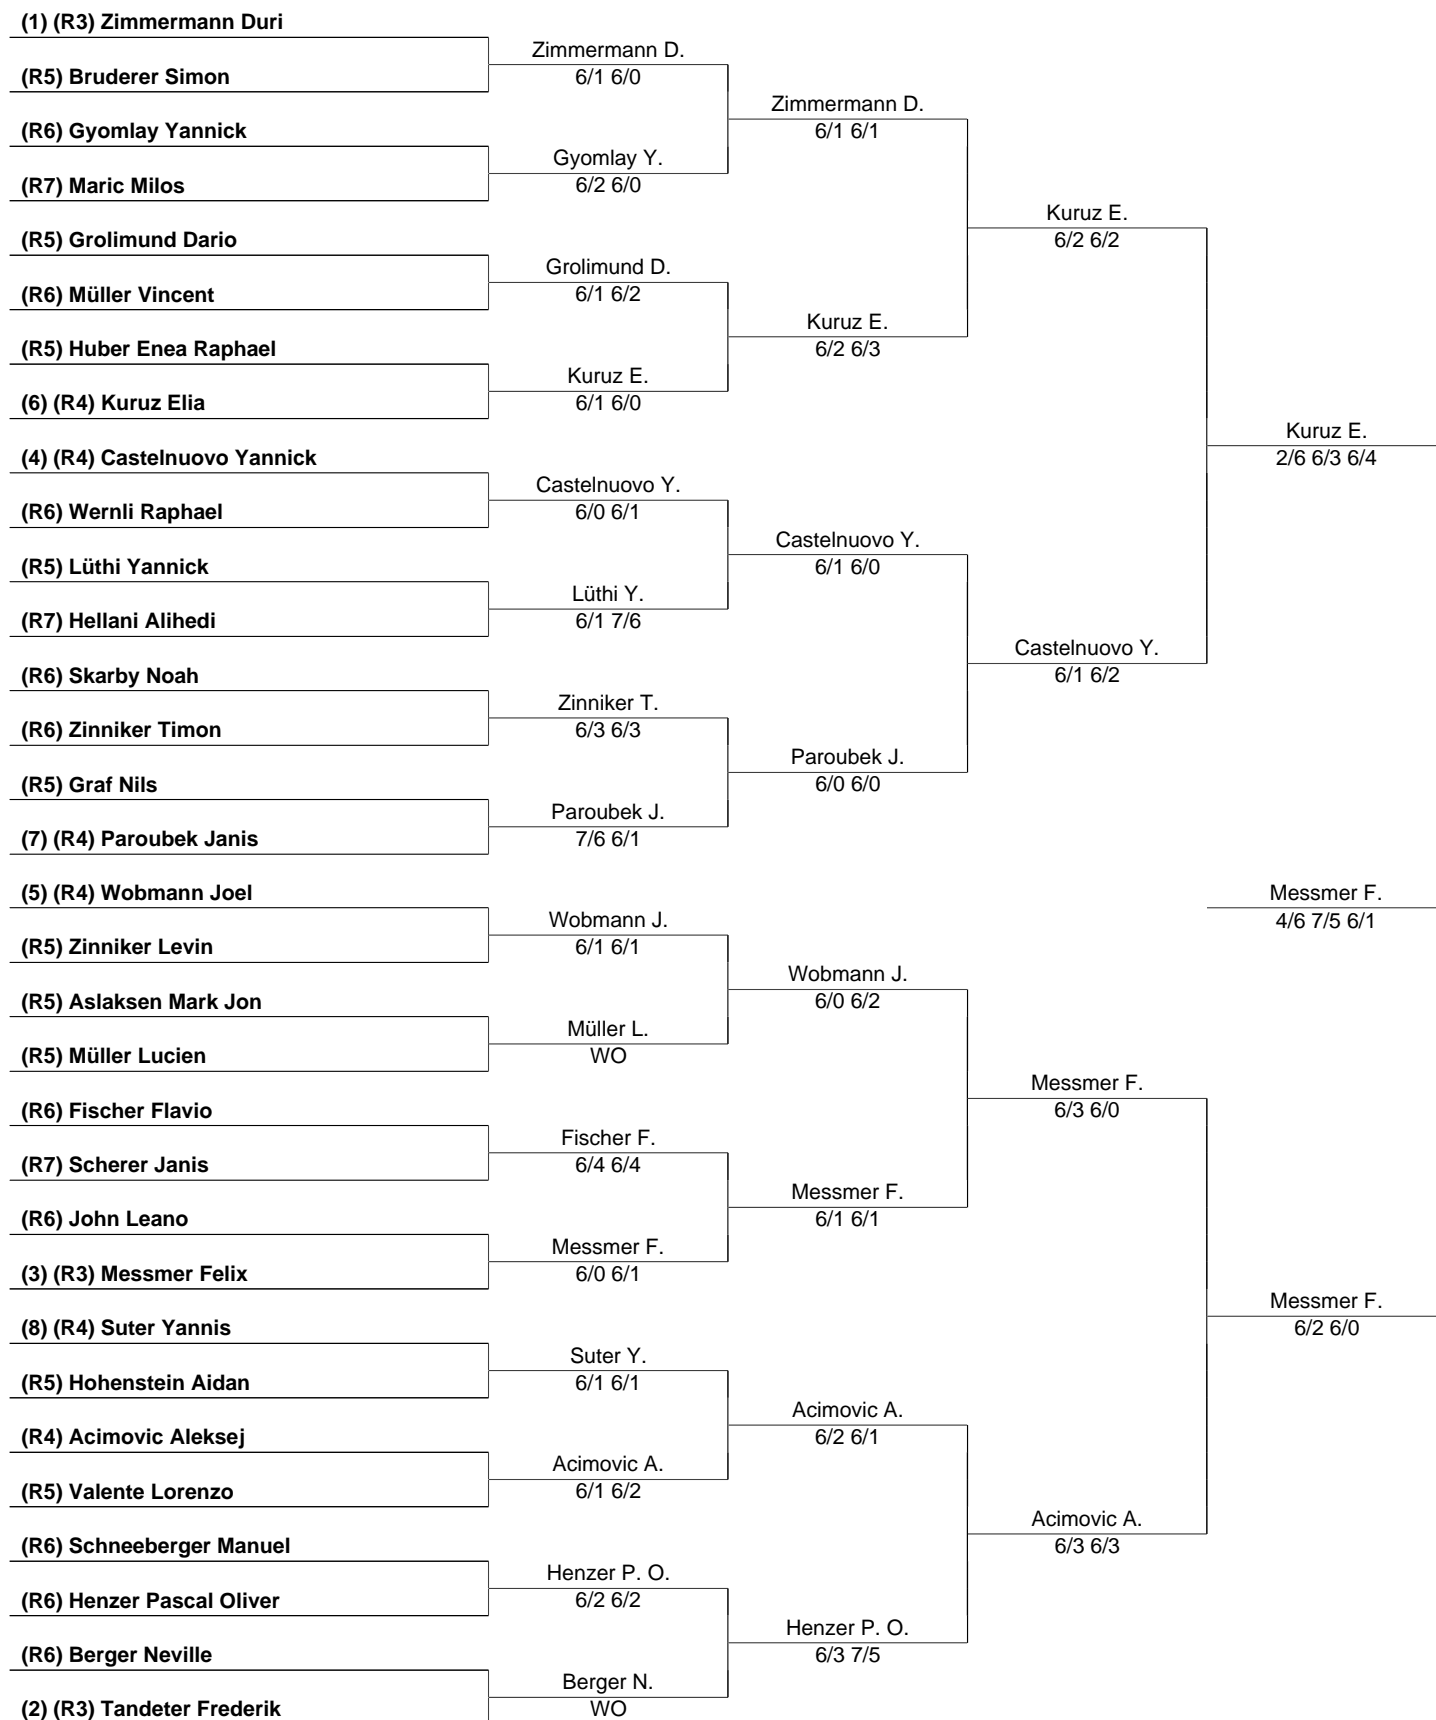 (1) (R3) Zimmermann Duri
Zimmermann D.
(R5) Bruderer Simon
6/1 6/0
Zimmermann D.
(R6) Gyomlay Yannick
6/1 6/1
Gyomlay Y.
(R7) Maric Milos
6/2 6/0
Kuruz E.
(R5) Grolimund Dario
6/2 6/2
Grolimund D.
(R6) Müller Vincent
6/1 6/2
Kuruz E.
(R5) Huber Enea Raphael
6/2 6/3
Kuruz E.
(6) (R4) Kuruz Elia
6/1 6/0
Kuruz E.
(4) (R4) Castelnuovo Yannick
2/6 6/3 6/4
Castelnuovo Y.
(R6) Wernli Raphael
6/0 6/1
Castelnuovo Y.
(R5) Lüthi Yannick
6/1 6/0
Lüthi Y.
(R7) Hellani Alihedi
6/1 7/6
Castelnuovo Y.
(R6) Skarby Noah
6/1 6/2
Zinniker T.
(R6) Zinniker Timon
6/3 6/3
Paroubek J.
(R5) Graf Nils
6/0 6/0
Paroubek J.
(7) (R4) Paroubek Janis
7/6 6/1
(5) (R4) Wobmann Joel
Messmer F.
4/6 7/5 6/1
Wobmann J.
(R5) Zinniker Levin
6/1 6/1
Wobmann J.
(R5) Aslaksen Mark Jon
6/0 6/2
Müller L.
(R5) Müller Lucien
WO
Messmer F.
(R6) Fischer Flavio
6/3 6/0
Fischer F.
(R7) Scherer Janis
6/4 6/4
Messmer F.
(R6) John Leano
6/1 6/1
Messmer F.
(3) (R3) Messmer Felix
6/0 6/1
Messmer F.
(8) (R4) Suter Yannis
6/2 6/0
Suter Y.
(R5) Hohenstein Aidan
6/1 6/1
Acimovic A.
(R4) Acimovic Aleksej
6/2 6/1
Acimovic A.
(R5) Valente Lorenzo
6/1 6/2
Acimovic A.
(R6) Schneeberger Manuel
6/3 6/3
Henzer P. O.
(R6) Henzer Pascal Oliver
6/2 6/2
Henzer P. O.
(R6) Berger Neville
6/3 7/5
Berger N.
(2) (R3) Tandeter Frederik
WO